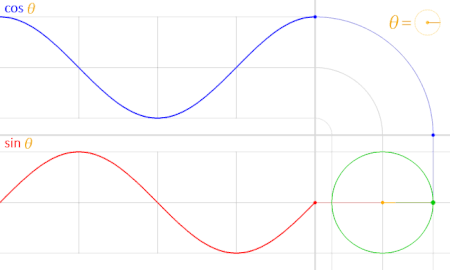 cos θ
θ =
sin θ